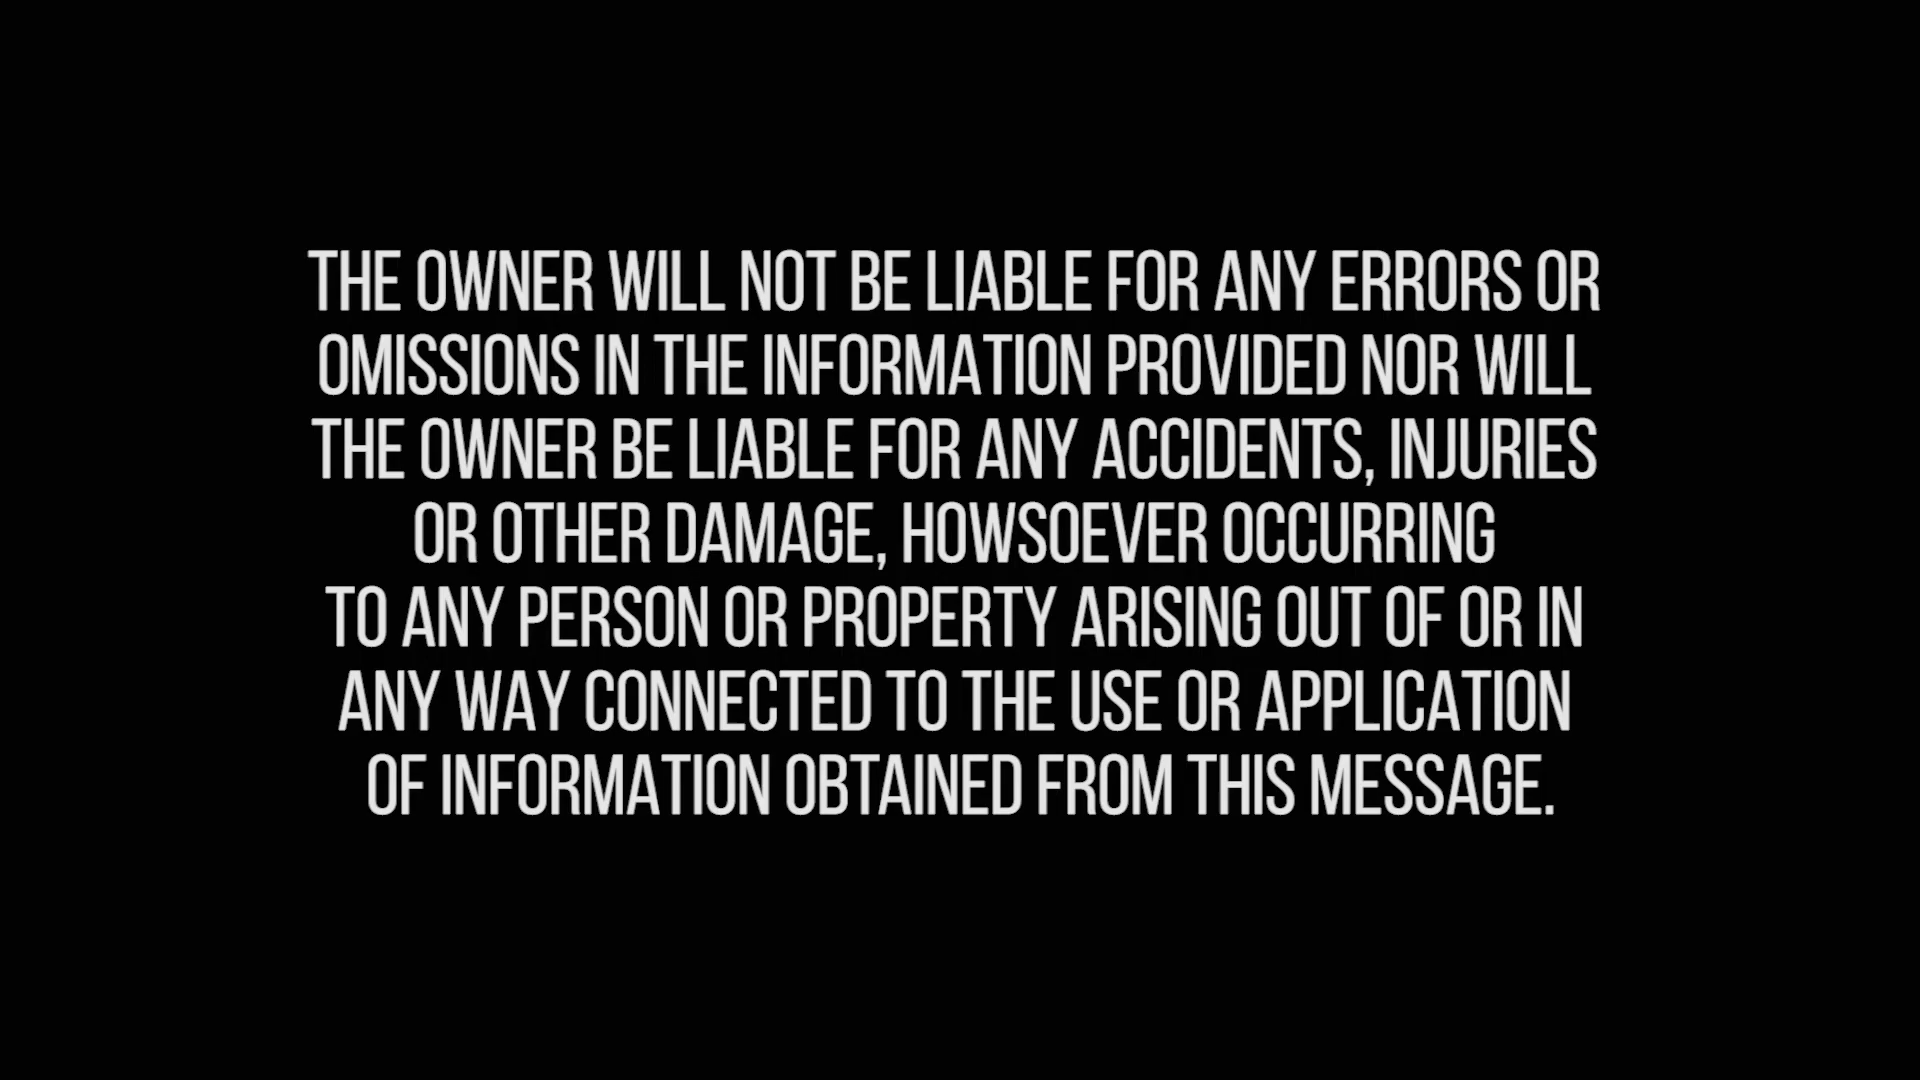 THE OWNER WILL NOT BE LIABLE FOR ANY ERRORS OR
OMISSIONS IN THE INFORMATION PROVIDED NOR WILL
THE OWNER BE LIABLE FOR ANY ACCIDENTS, INJURIES
OR OTHER DAMAGE, HOWSOEVER OCCURRING
TO ANY PERSON OR PROPERTY ARISING OUT OF OR IN
ANY WAY CONNECTED TO THE USE OR APPLICATION
OF INFORMATION OBTAINED FROM THIS MESSAGE.